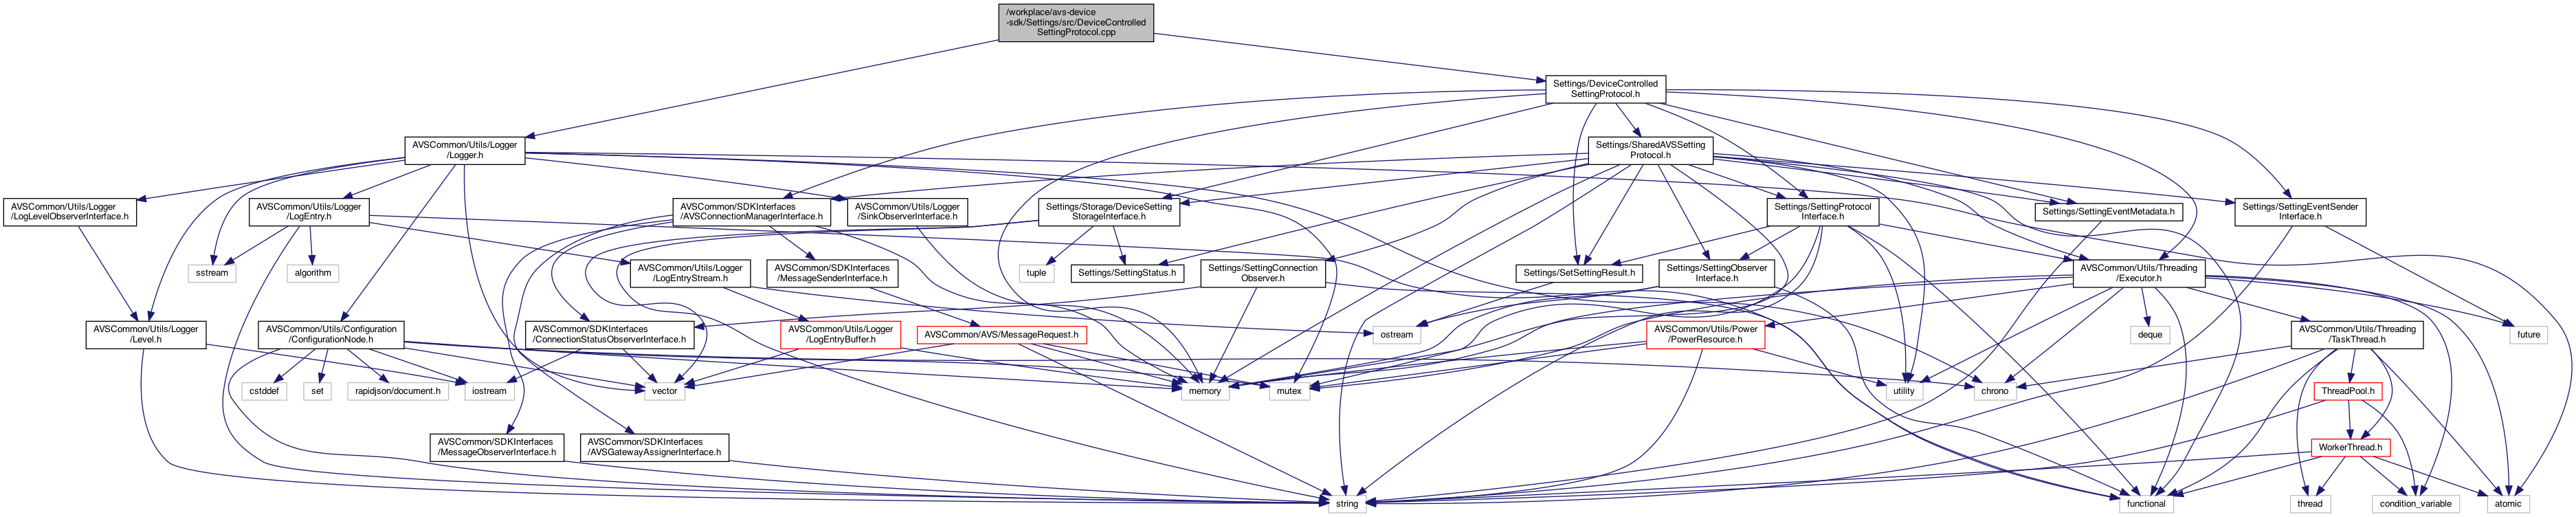 /workplace/avs-device
-sdk/Settings/src/DeviceControlled
SettingProtocol.cpp
Settings/DeviceControlled
SettingProtocol.h
AVSCommon/Utils/Logger
/Logger.h
Settings/SharedAVSSetting
Protocol.h
AVSCommon/Utils/Logger
/LogLevelObserverInterface.h
AVSCommon/Utils/Logger
/LogEntry.h
AVSCommon/SDKInterfaces
/AVSConnectionManagerInterface.h
AVSCommon/Utils/Logger
/SinkObserverInterface.h
Settings/Storage/DeviceSetting
StorageInterface.h
Settings/SettingProtocol
Interface.h
Settings/SettingEventMetadata.h
Settings/SettingEventSender
Interface.h
sstream
algorithm
AVSCommon/Utils/Logger
/LogEntryStream.h
AVSCommon/SDKInterfaces
/MessageSenderInterface.h
tuple
Settings/SettingStatus.h
Settings/SettingConnection
Observer.h
Settings/SetSettingResult.h
Settings/SettingObserver
Interface.h
AVSCommon/Utils/Threading
/Executor.h
AVSCommon/Utils/Logger
/Level.h
AVSCommon/Utils/Configuration
/ConfigurationNode.h
AVSCommon/SDKInterfaces
/ConnectionStatusObserverInterface.h
AVSCommon/Utils/Logger
/LogEntryBuffer.h
AVSCommon/AVS/MessageRequest.h
ostream
AVSCommon/Utils/Power
/PowerResource.h
deque
AVSCommon/Utils/Threading
/TaskThread.h
future
cstddef
set
rapidjson/document.h
iostream
vector
memory
mutex
utility
chrono
ThreadPool.h
AVSCommon/SDKInterfaces
/MessageObserverInterface.h
AVSCommon/SDKInterfaces
/AVSGatewayAssignerInterface.h
WorkerThread.h
string
functional
thread
condition_variable
atomic